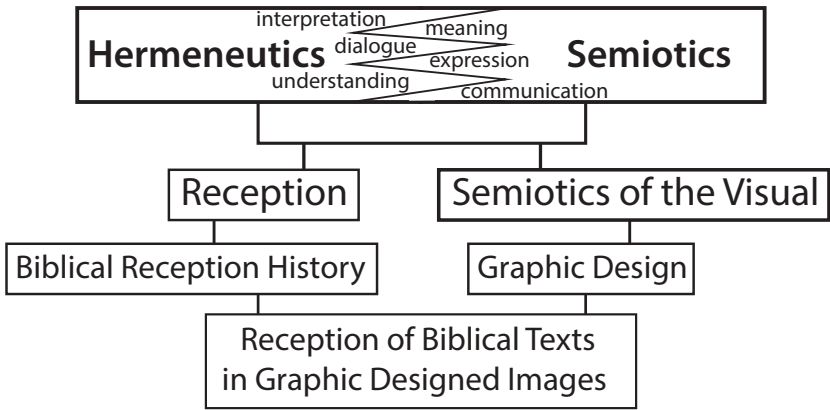 interpretation
meaning
Hermeneutics
dialogue
Semiotics
expression
understanding
communication
Reception
Semiotics of the Visual
Biblical Reception History
Graphic Design
Reception of Biblical Texts
in Graphic Designed Images